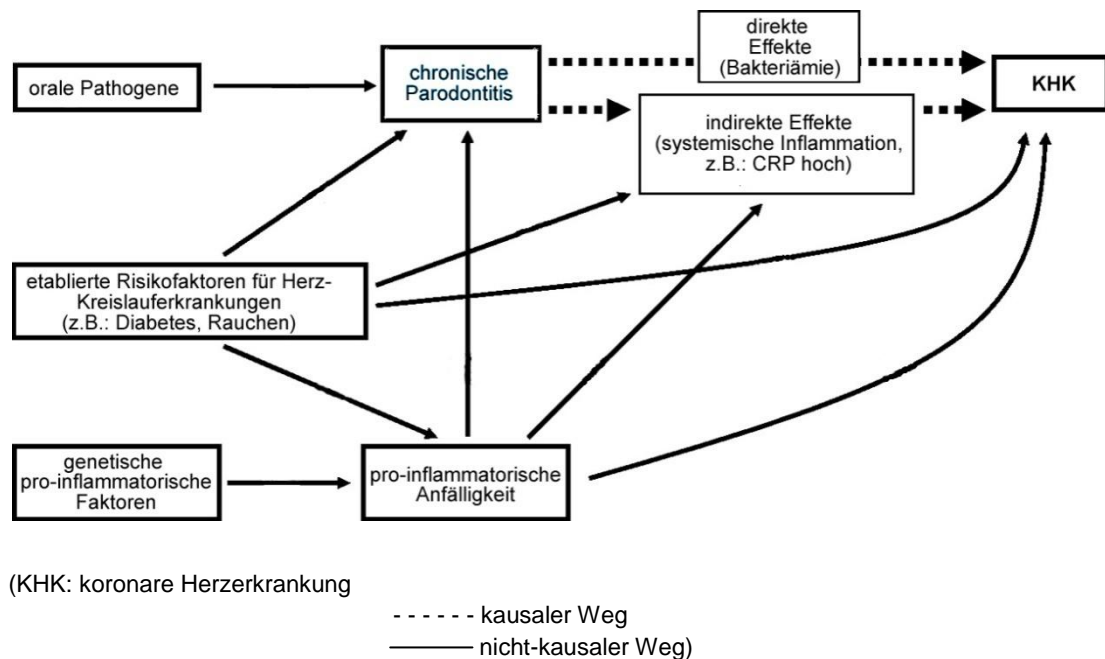 direkte
Effekte
(Bakteriämie)
orale Pathogene
chronische
Parodontitis
KHK
indirekte Effekte
(systemische Inflammation,
z.B.: CRP hoch)
etablierte Risikofaktoren für Herz-
Kreislauferkrankungen
(z.B.: Diabetes, Rauchen)
genetische
pro-inflammatorische
Faktoren
pro-inflammatorische
Anfälligkeit
(KHK: koronare Herzerkrankung
kausaler Weg
nicht-kausaler Weg)